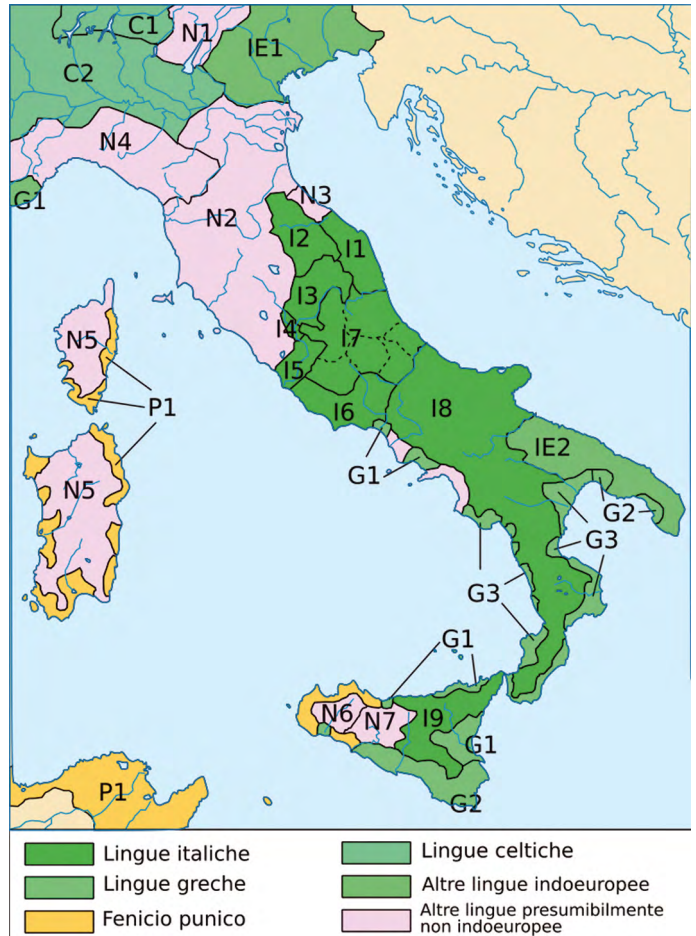 C1
N1
IE1
C2
N4
G1
N2
N3
I2
I1
I3
N5
I4
I7
I5
P1
I6
I8
G1
IE2
N5
G2
G3
G3
G1
N6
N7
I9
G1
P1
G2
Lingue italiche
Lingue celtiche
Lingue greche
Altre lingue indoeuropee
Fenicio punico
Altre lingue presumibilmente
non indoeuropee